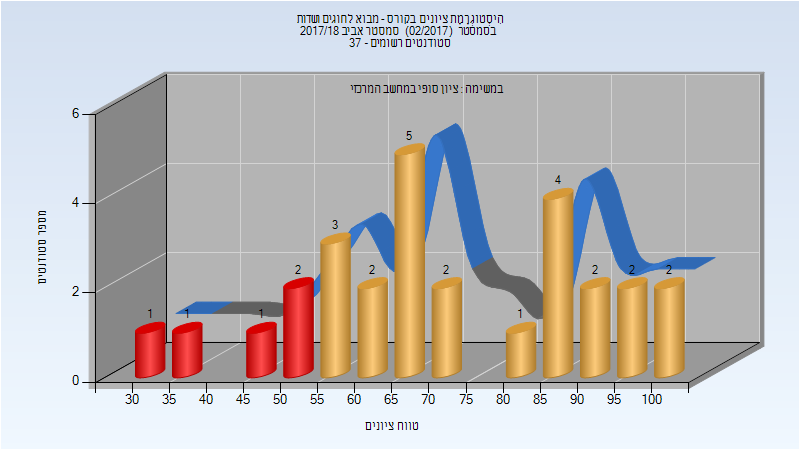 היסטוגרמת ציונים בקורס - מבוא לחוגים ושדות
בסמסטר (02/2017) סמסטר אביב 2017/18
סטודנטים רשומים - 37
במשימה : ציון סופי במחשב המרכזי
מספר סטודנטים
6
4
2
0
1
1
1
2
3
2
5
2
1
4
2
2
2
30 35 40 45 50 55 60 65 70 75 80 85 90 95 100
טווח ציונים